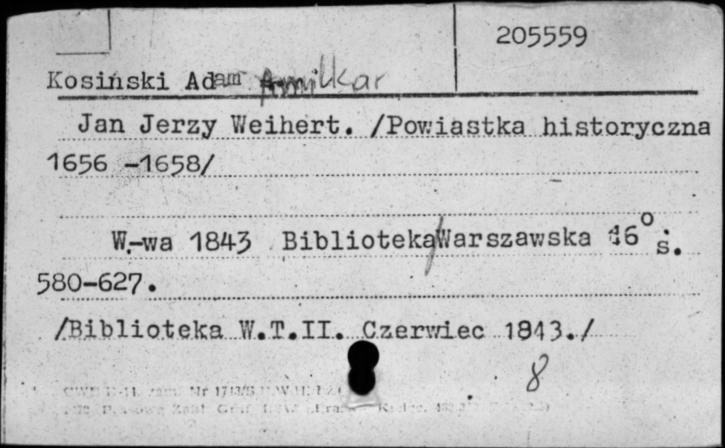 205559
Kosiński Adam Amilkar
Jan Jerzy Weihert. /Powiastka historyczna
1656 -1658/
W.-wa 1843 Biblioteka/Warszawska 16° s.
580-627.
/Biblioteka W.T.II. Czerwiec 1843./
8